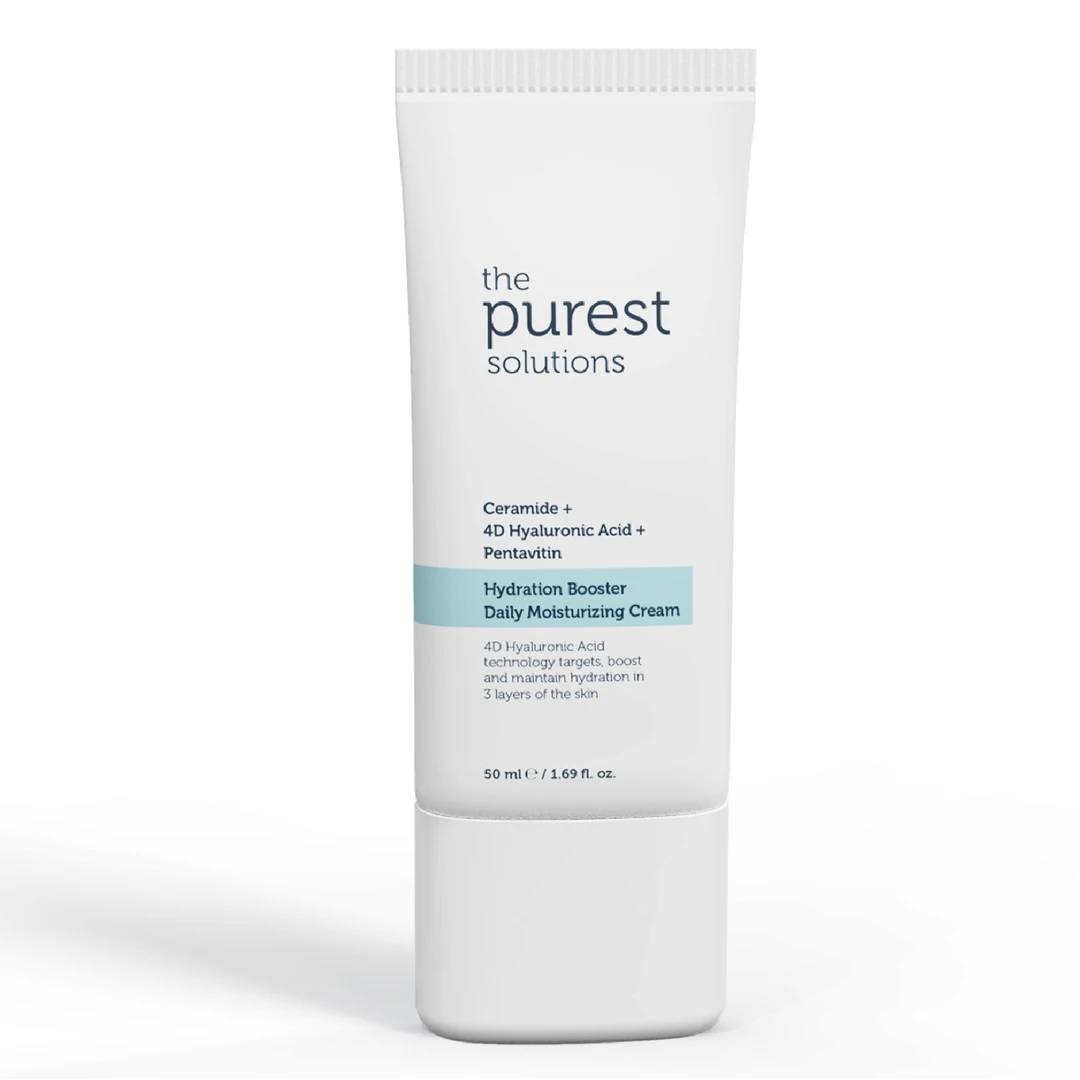 the
purest
solutions
Ceramide +
4D Hyaluronic Acid +
Pentavitin
Hydration Booster
Daily Moisturizing Cream
4D Hyaluronic Acid
technology targets, boost
and maintain hydration in
3 layers of the skin
50 ml ℮ / 1.69 fl. oz.